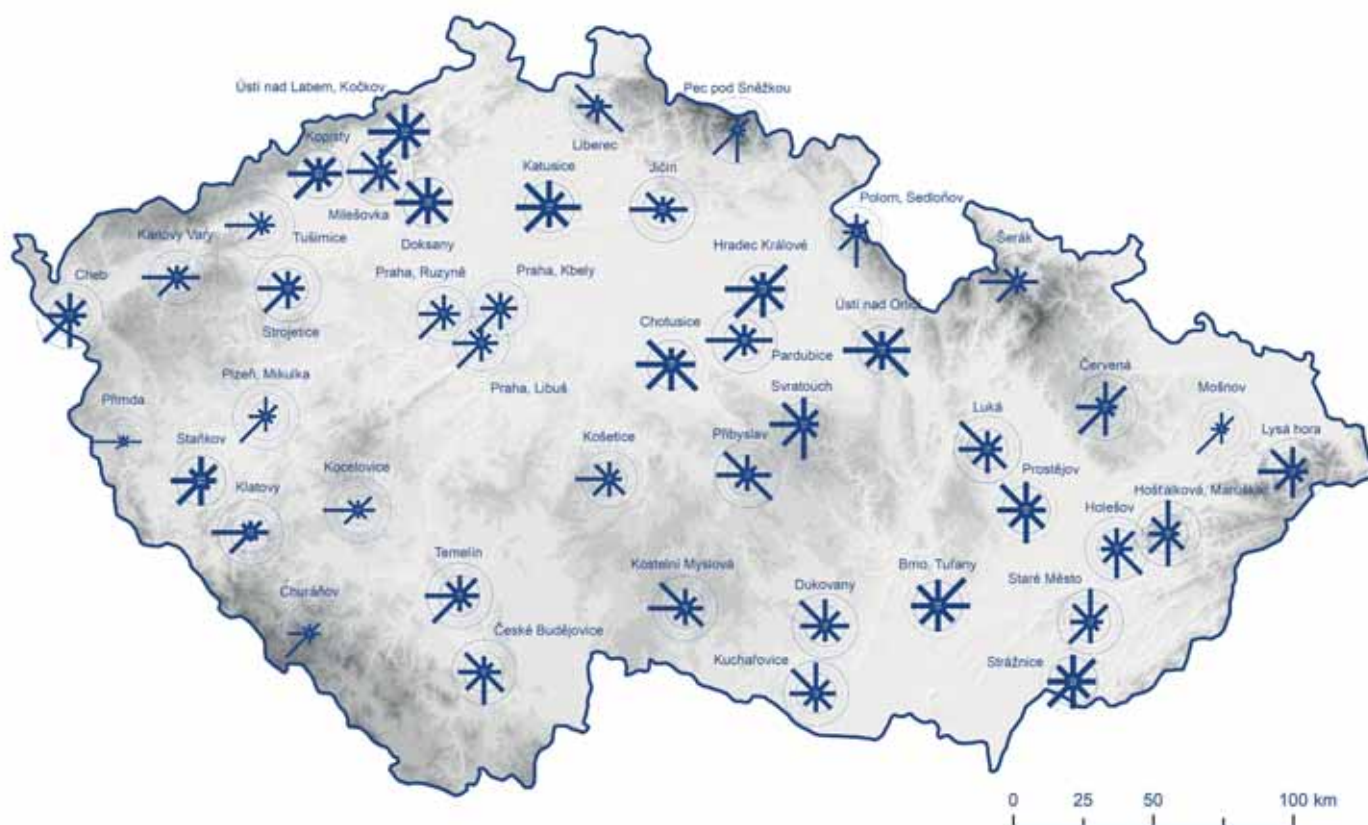 Ústí nad Labem, Kočkov
Pec pod Sněžkou
Kopisty
Liberec
Katusice
Jičín
Milešovka
Polom, Sedloňov
Karlovy Vary
Tušimice
Doksany
Hradec Králové
Šerák
Cheb
Praha, Ruzyně
Praha, Kbely
Ústí nad Orlicí
Strojetice
Chotusice
Pardubice
Plzeň, Mikulka
Praha, Libuš
Svratouch
Červená
Mošnov
Přimda
Luká
Staňkov
Košetice
Přibyslav
Lysá hora
Klatovy
Kocelovice
Prostějov
Hošťálková, Maruška
Holešov
Temelín
Kostelní Myslová
Dukovany
Brno, Tuřany
Staré Město
Churáňov
České Budějovice
Kuchařovice
Strážnice
0 25 50 100 km